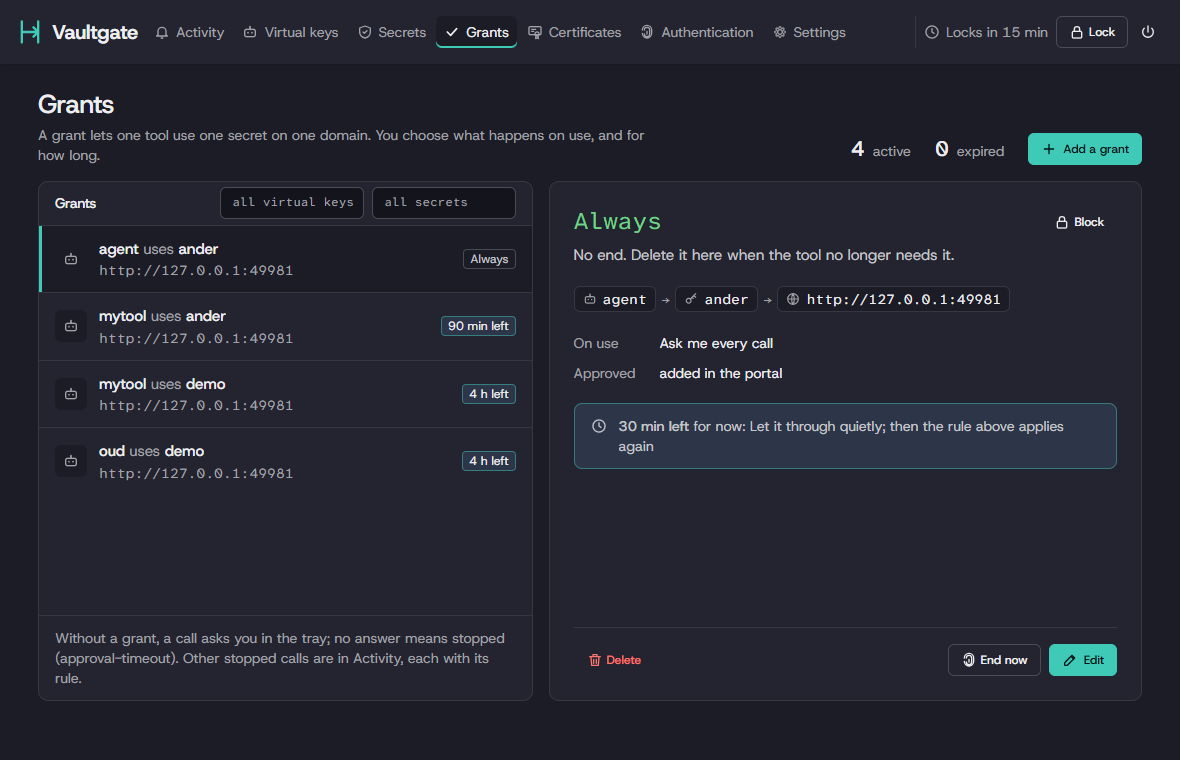 Vaultgate
Activity
Virtual keys
Secrets
Grants
Certificates
Authentication
Settings
Locks in 15 min
Lock
Grants
A grant lets one tool use one secret on one domain. You choose what happens on use, and for
how long.
4 active
0 expired
Add a grant
Grants
all virtual keys
all secrets
agent uses ander
http://127.0.0.1:49981
Always
mytool uses ander
http://127.0.0.1:49981
90 min left
mytool uses demo
http://127.0.0.1:49981
4 h left
oud uses demo
http://127.0.0.1:49981
4 h left
Without a grant, a call asks you in the tray; no answer means stopped
(approval-timeout). Other stopped calls are in Activity, each with its
rule.
Always
Block
No end. Delete it here when the tool no longer needs it.
agent → ander → http://127.0.0.1:49981
On use Ask me every call
Approved added in the portal
30 min left for now: Let it through quietly; then the rule above applies
again
Delete
End now
Edit